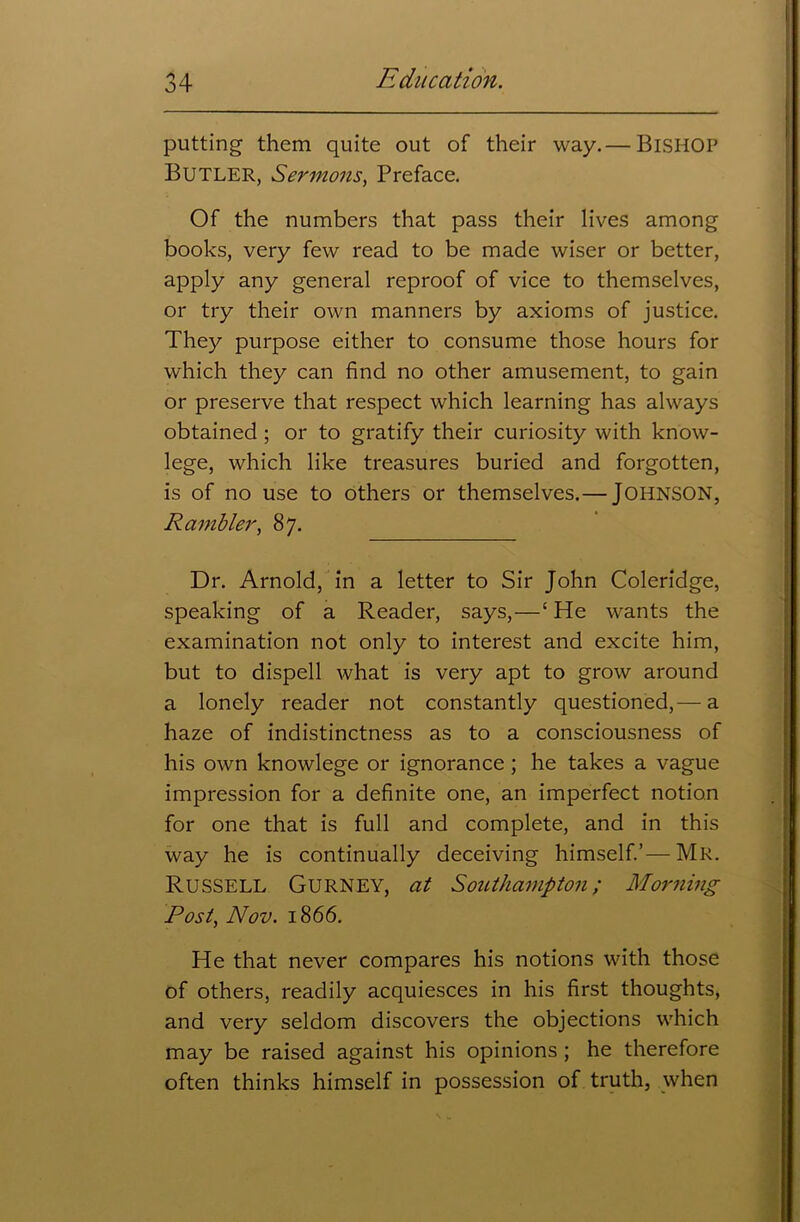 34 Education.
putting them quite out of their way.—BISHOP
BUTLER, Sermons, Preface.
Of the numbers that pass their lives among
books, very few read to be made wiser or better,
apply any general reproof of vice to themselves,
or try their own manners by axioms of justice.
They purpose either to consume those hours for
which they can find no other amusement, to gain
or preserve that respect which learning has always
obtained ; or to gratify their curiosity with know-
lege, which like treasures buried and forgotten,
is of no use to others or themselves.—JOHNSON,
Rambler, 87.
Dr. Arnold, in a letter to Sir John Coleridge,
speaking of a Reader, says,—‘He wants the
examination not only to interest and excite him,
but to dispell what is very apt to grow around
a lonely reader not constantly questioned,—a
haze of indistinctness as to a consciousness of
his own knowlege or ignorance ; he takes a vague
impression for a definite one, an imperfect notion
for one that is full and complete, and in this
way he is continually deceiving himself.’—MR.
RUSSELL GURNEY, at Southampton; Morning
Post, Nov. 1866.
He that never compares his notions with those
of others, readily acquiesces in his first thoughts,
and very seldom discovers the objections which
may be raised against his opinions ; he therefore
often thinks himself in possession of truth, when